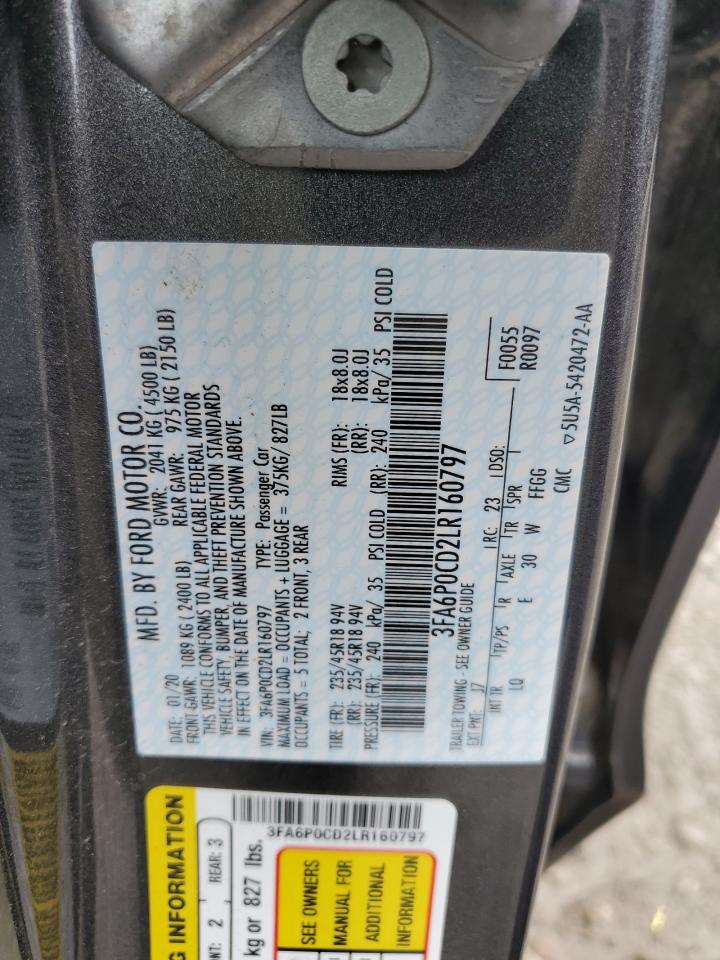 MFD. BY FORD MOTOR CO.
DATE: 01/20 GVWR: 2041 KG ( 4500 LB)
FRONT GAWR: 1089 KG ( 2400 LB) REAR GAWR: 975 KG ( 2150 LB)
THIS VEHICLE CONFORMS TO ALL APPLICABLE FEDERAL MOTOR
VEHICLE SAFETY, BUMPER, AND THEFT PREVENTION STANDARDS
IN EFFECT ON THE DATE OF MANUFACTURE SHOWN ABOVE.
VIN: 3FA6P0CD2LR160797 TYPE: Passenger Car
MAXIMUM LOAD = OCCUPANTS + LUGGAGE = 375KG/ 827LB
OCCUPANTS = 5 TOTAL; 2 FRONT, 3 REAR
TIRE (FR): 235/45R18 94V RIMS (FR): 18x8.0J
(RR): 235/45R18 94V (RR): 18x8.0J
PRESSURE (FR): 240 kPa/ 35 PSI COLD (RR): 240 kPa/ 35 PSI COLD
3FA6P0CD2LR160797
TRAILER TOWING - SEE OWNER GUIDE
EXT PNT: J7 RC: 23 DSO: F0055
R0097
INT TR TP/PS R AXLE TR SPR
LQ E 30 W FFGG
CMC ▽5U5A-5420472-AA
G INFORMATION
NT: 2 REAR: 3
kg or 827 lbs.
3FA6P0CD2LR160797
SEE OWNERS
MANUAL FOR
ADDITIONAL
INFORMATION